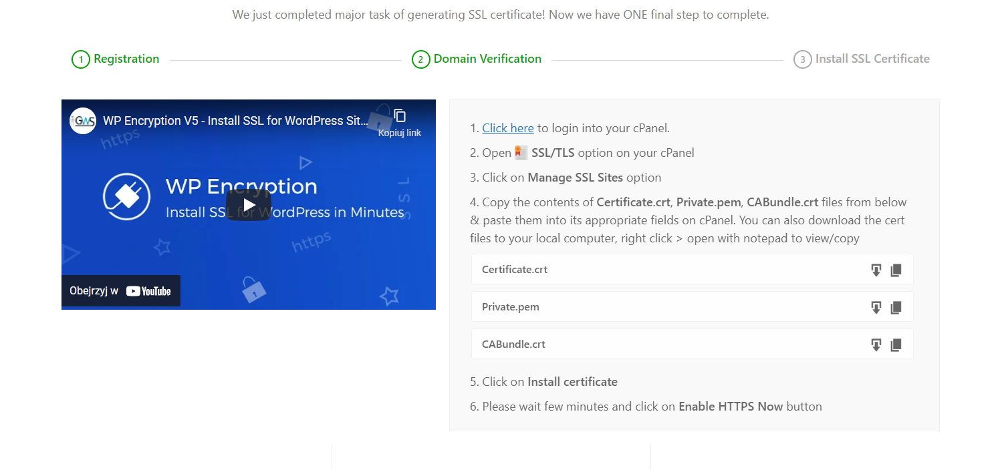 We just completed major task of generating SSL certificate! Now we have ONE final step to complete.
1 Registration
2 Domain Verification
3 Install SSL Certificate
GWS
WP Encryption V5 - Install SSL for WordPress Sit...
Kopiuj link
https
WP Encryption
Install SSL for WordPress in Minutes
SSL
https
Obejrzyj w YouTube
1. Click here to login into your cPanel.
2. Open SSL/TLS option on your cPanel
3. Click on Manage SSL Sites option
4. Copy the contents of Certificate.crt, Private.pem, CABundle.crt files from below
& paste them into its appropriate fields on cPanel. You can also download the cert
files to your local computer, right click > open with notepad to view/copy
Certificate.crt
Private.pem
CABundle.crt
5. Click on Install certificate
6. Please wait few minutes and click on Enable HTTPS Now button